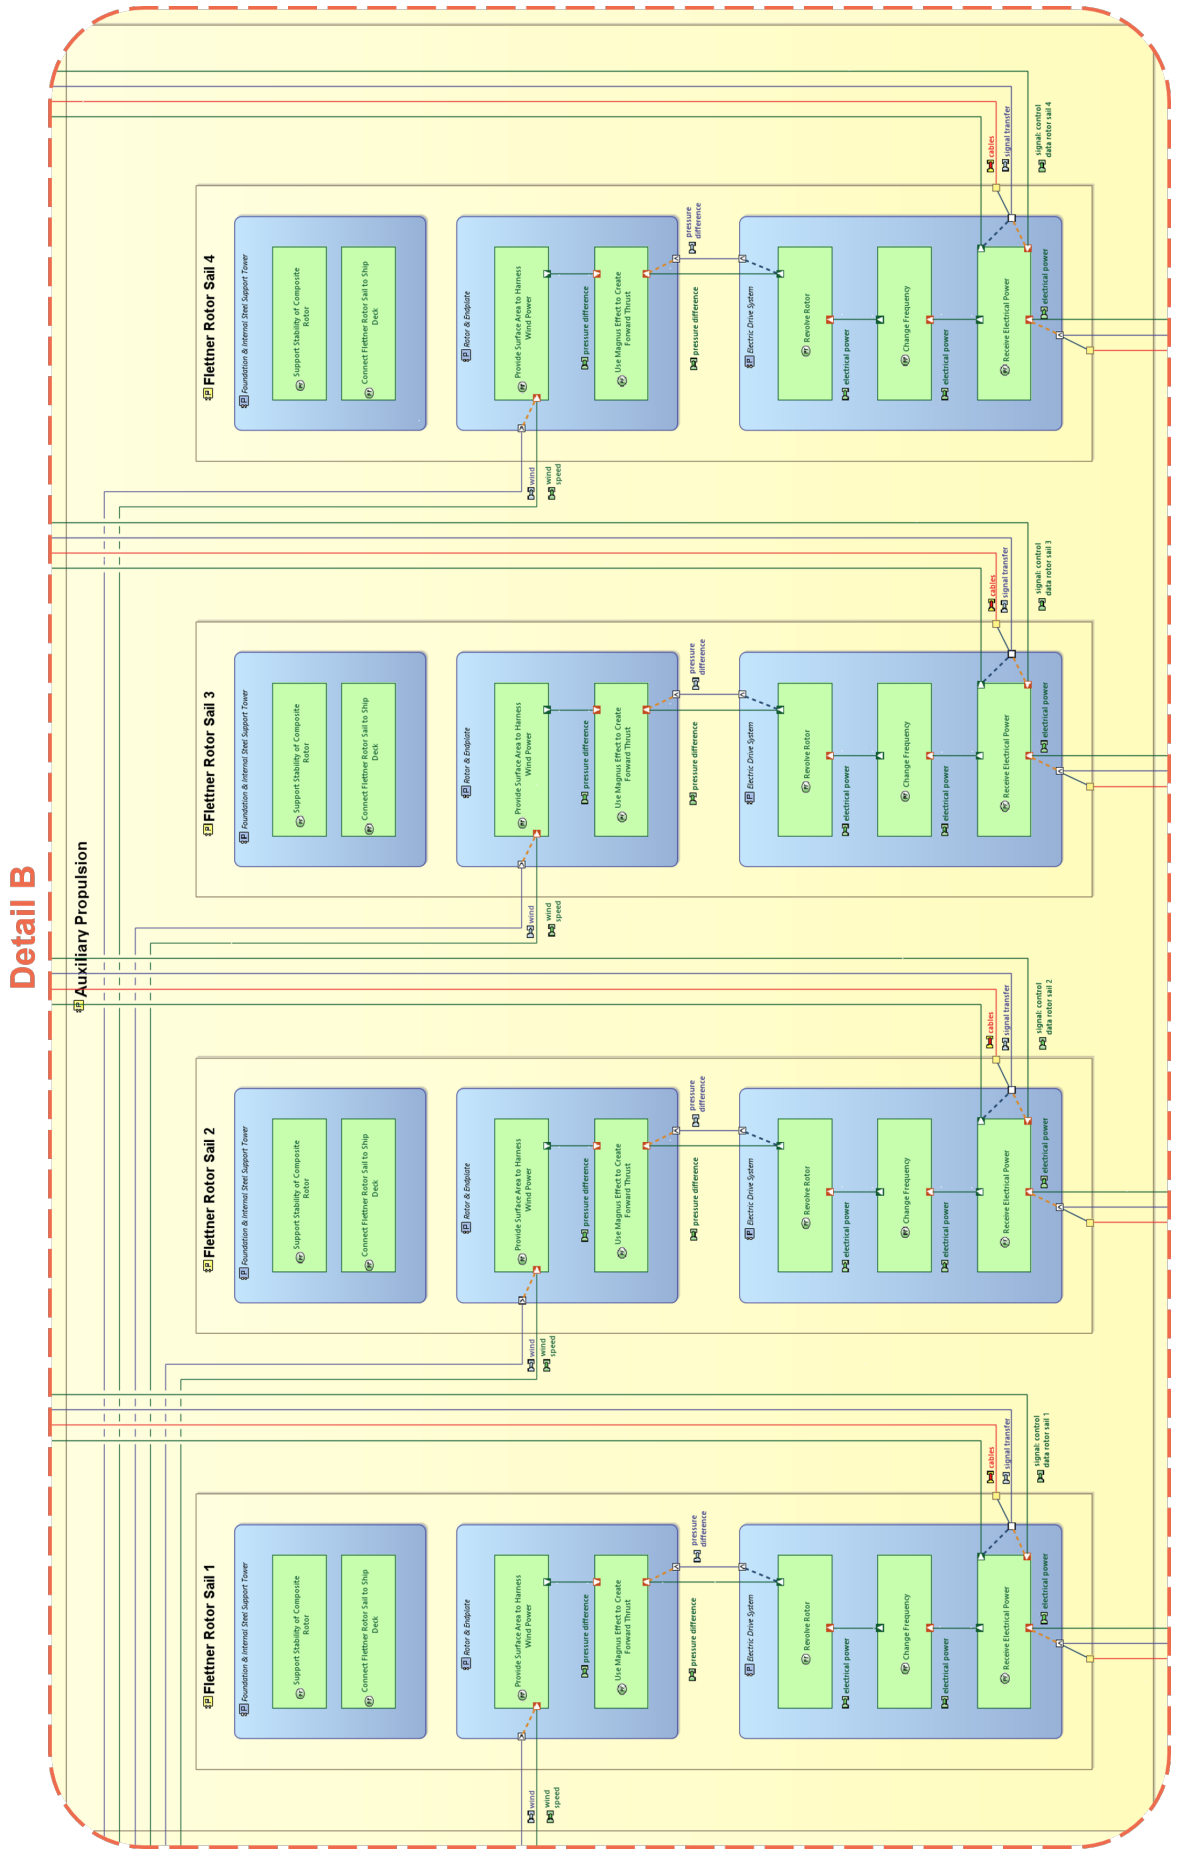 Detail B
Auxiliary Propulsion
Flettner Rotor Sail 1
Foundation & Internal Steel Support Tower
Support Stability of Composite
Rotor
Connect Flettner Rotor Sail to Ship
Deck
Rotor & Endplate
Provide Surface Area to Harness
Wind Power
wind
wind
speed
pressure difference
Use Magnus Effect to Create
Forward Thrust
pressure difference
pressure
difference
Electric Drive System
Revolve Rotor
electrical power
Change Frequency
electrical power
Receive Electrical Power
electrical power
cables
signal transfer
signal: control
data rotor sail 1
Flettner Rotor Sail 2
Foundation & Internal Steel Support Tower
Support Stability of Composite
Rotor
Connect Flettner Rotor Sail to Ship
Deck
Rotor & Endplate
Provide Surface Area to Harness
Wind Power
wind
wind
speed
pressure difference
Use Magnus Effect to Create
Forward Thrust
pressure difference
pressure
difference
Electric Drive System
Revolve Rotor
electrical power
Change Frequency
electrical power
Receive Electrical Power
electrical power
cables
signal transfer
signal: control
data rotor sail 2
Flettner Rotor Sail 3
Foundation & Internal Steel Support Tower
Support Stability of Composite
Rotor
Connect Flettner Rotor Sail to Ship
Deck
Rotor & Endplate
Provide Surface Area to Harness
Wind Power
wind
wind
speed
pressure difference
Use Magnus Effect to Create
Forward Thrust
pressure difference
pressure
difference
Electric Drive System
Revolve Rotor
electrical power
Change Frequency
electrical power
Receive Electrical Power
electrical power
cables
signal transfer
signal: control
data rotor sail 3
Flettner Rotor Sail 4
Foundation & Internal Steel Support Tower
Support Stability of Composite
Rotor
Connect Flettner Rotor Sail to Ship
Deck
Rotor & Endplate
Provide Surface Area to Harness
Wind Power
wind
wind
speed
pressure difference
Use Magnus Effect to Create
Forward Thrust
pressure difference
pressure
difference
Electric Drive System
Revolve Rotor
electrical power
Change Frequency
electrical power
Receive Electrical Power
electrical power
cables
signal transfer
signal: control
data rotor sail 4